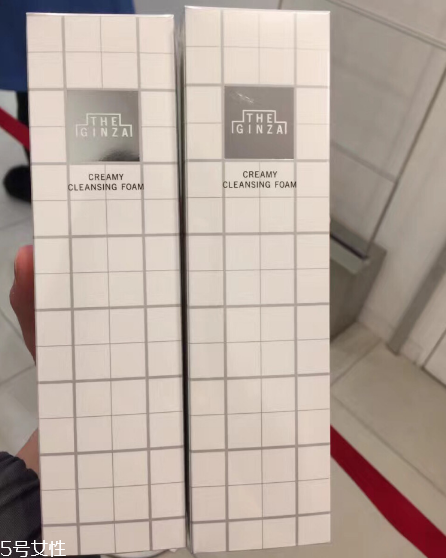 THE
GINZA
CREAMY
CLEANSING FOAM
THE
GINZA
CREAMY
CLEANSING FOAM
5号女性